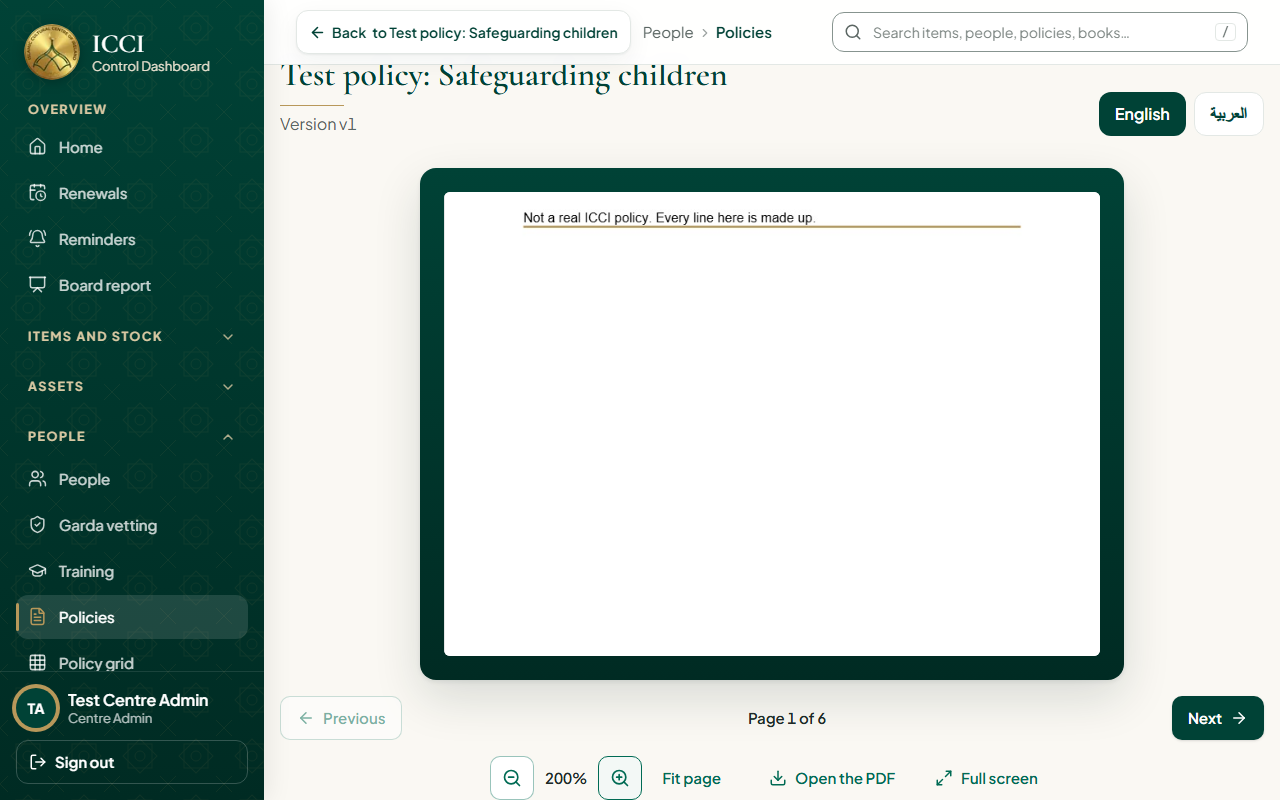 ICCI
Control Dashboard
OVERVIEW
Home
Renewals
Reminders
Board report
ITEMS AND STOCK
ASSETS
PEOPLE
People
Garda vetting
Training
Policies
Policy grid
TA
Test Centre Admin
Centre Admin
Sign out
Back to Test policy: Safeguarding children
People > Policies
Search items, people, policies, books…
/
Test policy: Safeguarding children
Version v1
English
العربية
Not a real ICCI policy. Every line here is made up.
Previous
Page 1 of 6
Next
200%
Fit page
Open the PDF
Full screen